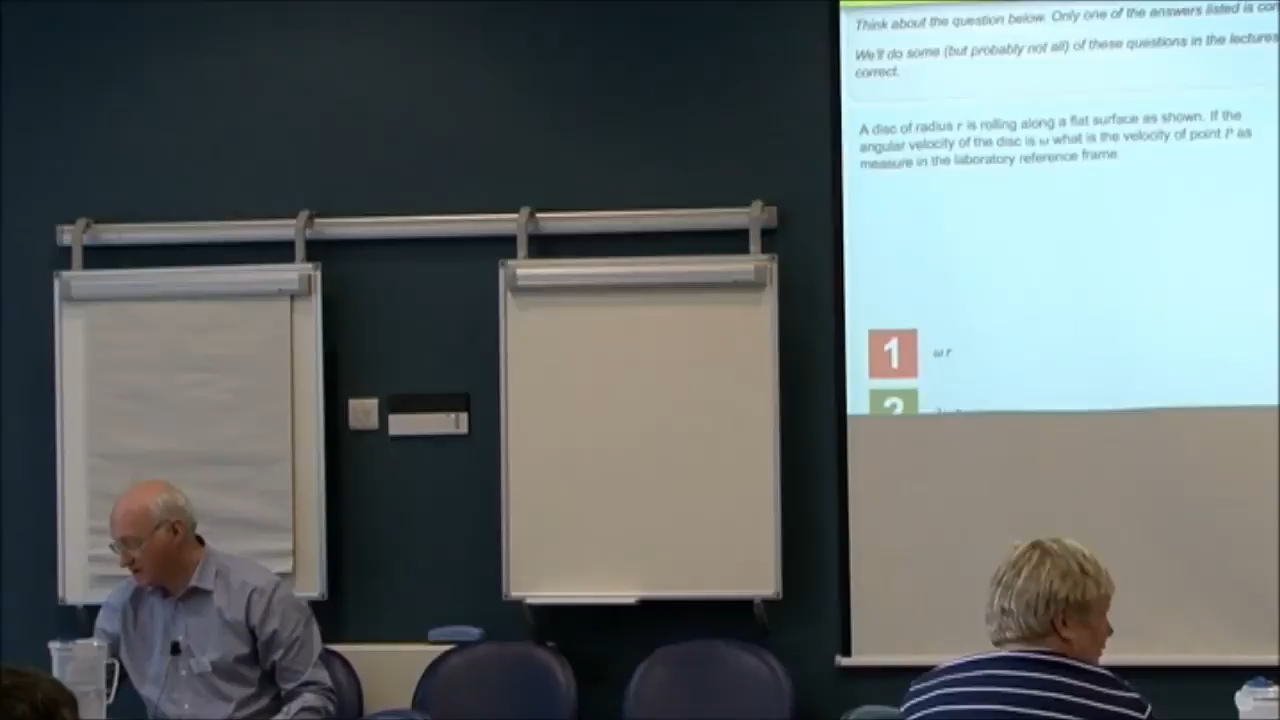 Think about the question below. Only one of the answers listed is cor
We'll do some (but probably not all) of these questions in the lectures
correct.
A disc of radius r is rolling along a flat surface as shown. If the
angular velocity of the disc is ω what is the velocity of point P as
measure in the laboratory reference frame
1 ω r
2